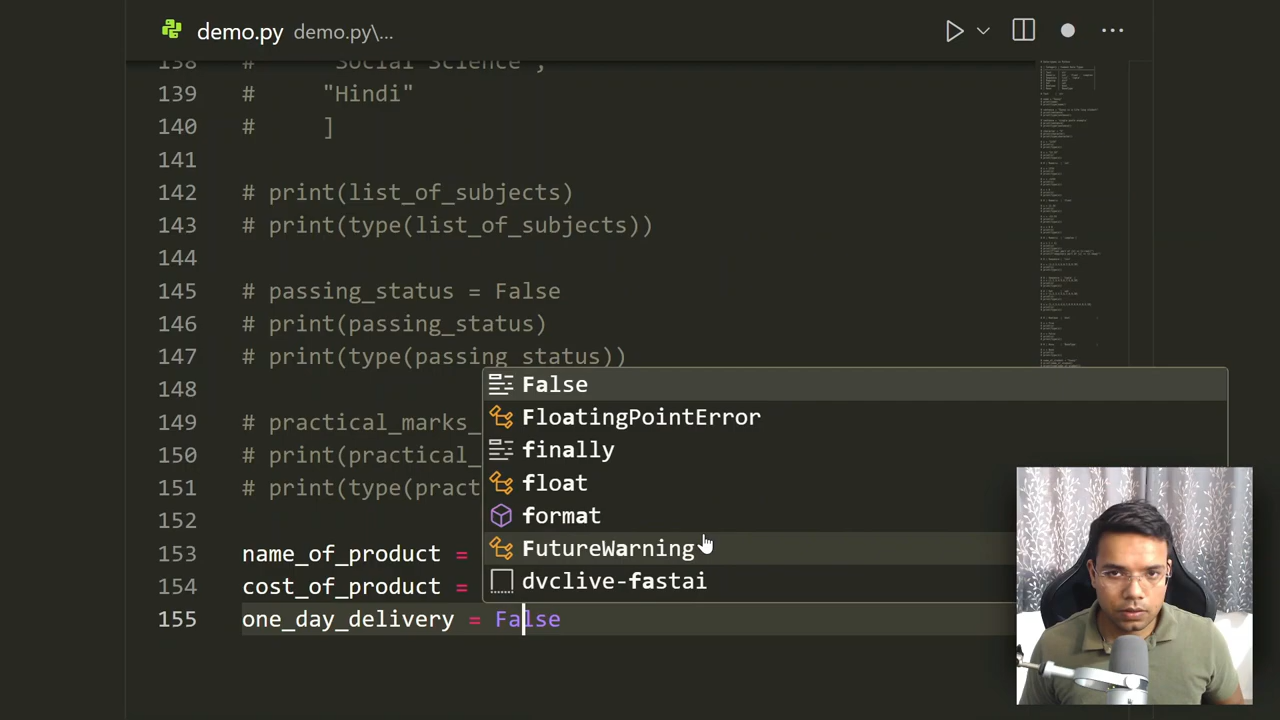 demo.py demo.py\...
138 # "Social Science",
139 # "Hindi"
140 # ]
141
142 # print(list_of_subjects)
143 # print(type(list_of_subjects))
144
145 # passing_status = False
146 # print(passing_status)
147 # print(type(passing_status))
148
False
149 # practical_marks_
FloatingPointError
150 # print(practical_
finally
151 # print(type(pract
float
152
format
153 name_of_product =
FutureWarning
154 cost_of_product =
dvclive-fastai
155 one_day_delivery = False